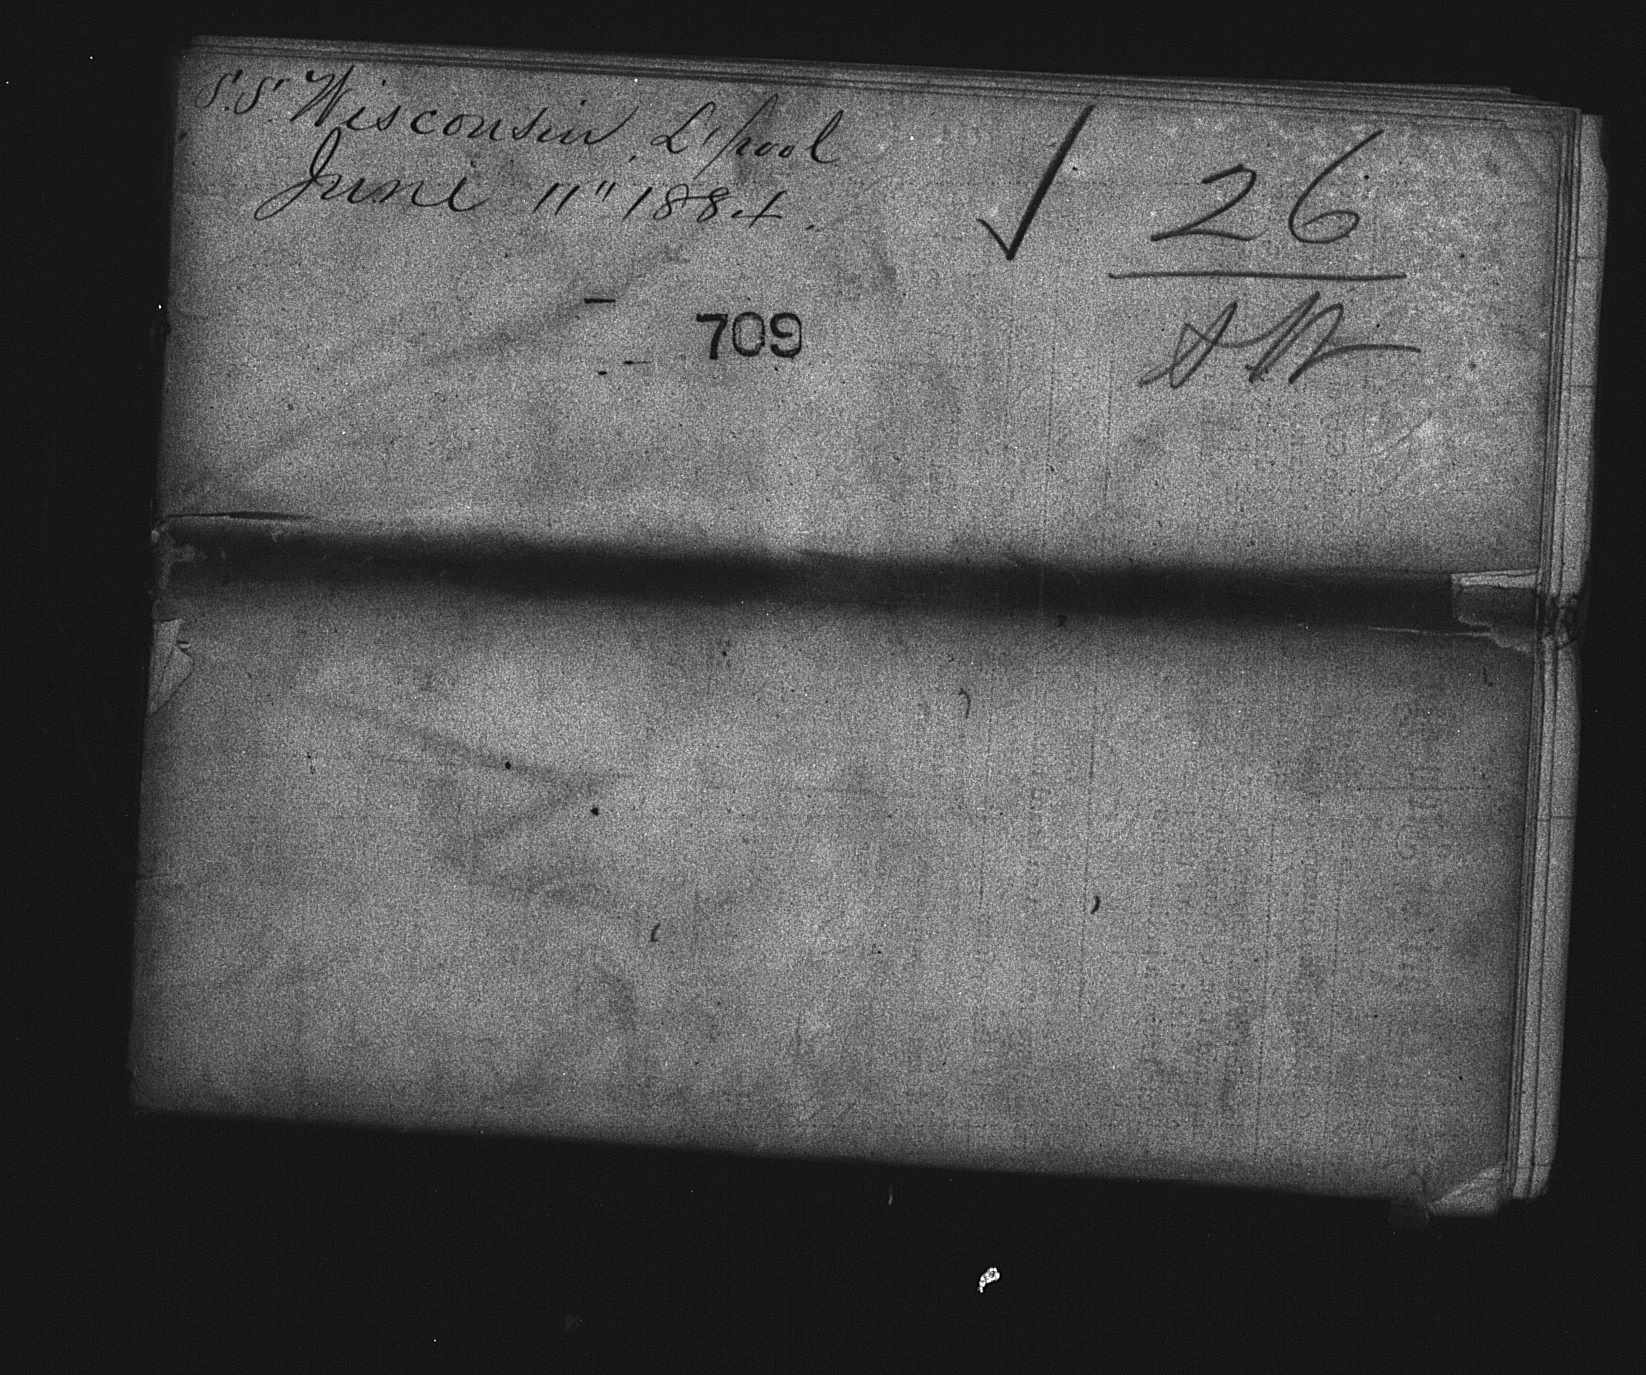 S.S. Wisconsin, L'pool
June 11" 1884.
√ 26
709